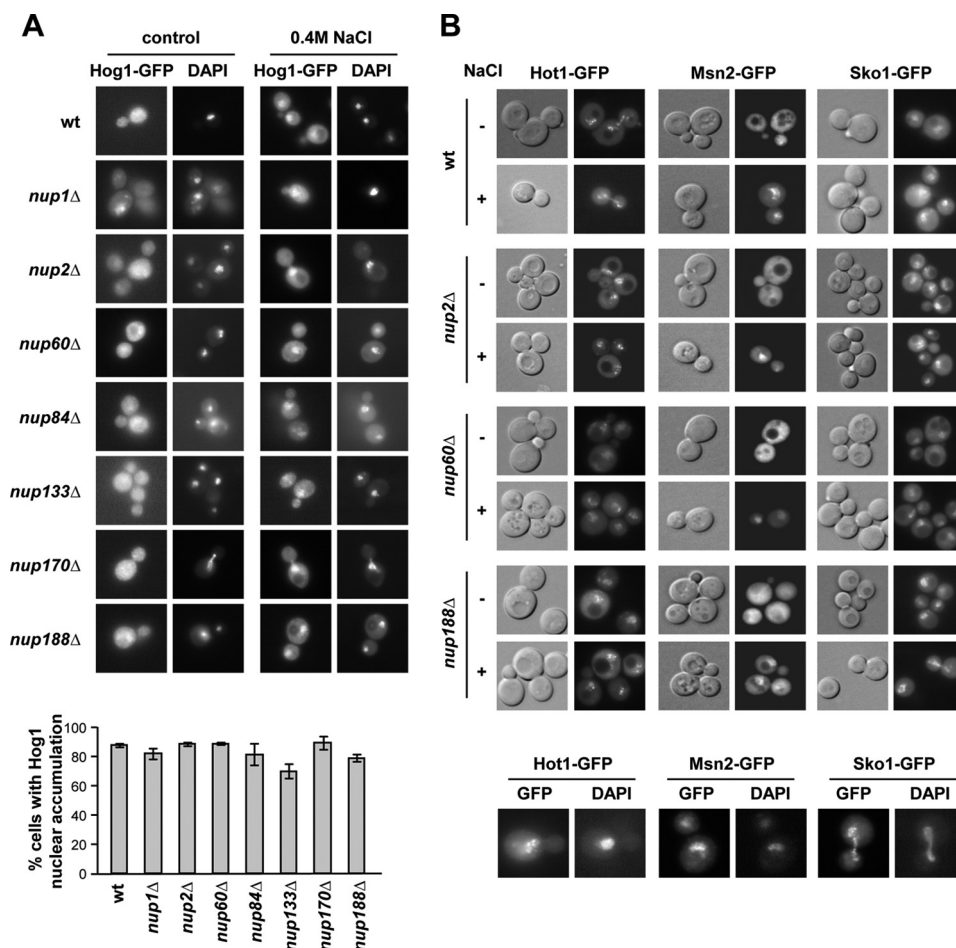 A
control 0.4M NaCl
Hog1-GFP DAPI Hog1-GFP DAPI
wt
nup1Δ
nup2Δ
nup60Δ
nup84Δ
nup133Δ
nup170Δ
nup188Δ
% cells with Hog1
nuclear accumulation
100
80
60
40
20
0
wt nup1Δ nup2Δ nup60Δ nup84Δ nup133Δ nup170Δ nup188Δ
B
NaCl Hot1-GFP Msn2-GFP Sko1-GFP
wt
-
+
nup2Δ
-
+
nup60Δ
-
+
nup188Δ
-
+
Hot1-GFP Msn2-GFP Sko1-GFP
GFP DAPI GFP DAPI GFP DAPI